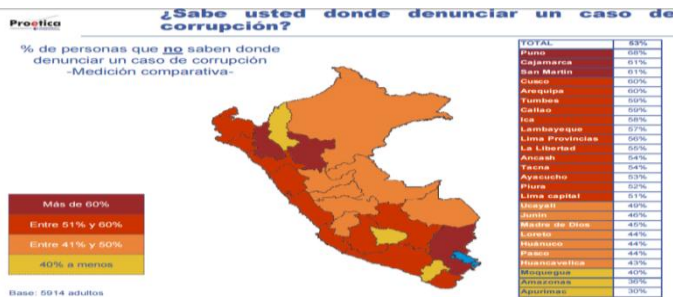 Proética
¿Sabe usted donde denunciar un caso de
corrupción?
% de personas que no saben donde
denunciar un caso de corrupción
-Medición comparativa-
Más de 60%
Entre 51% y 60%
Entre 41% y 50%
40% a menos
Base: 5914 adultos
TOTAL 53%
Puno 68%
Cajamarca 61%
San Martin 61%
Cusco 60%
Arequipa 60%
Tumbes 59%
Callao 59%
Ica 58%
Lambayeque 57%
Lima Provincias 56%
La Libertad 55%
Ancash 54%
Tacna 54%
Ayacucho 53%
Piura 52%
Lima capital 51%
Ucayali 49%
Junín 46%
Madre de Dios 45%
Loreto 44%
Huánuco 44%
Pasco 44%
Huancavelica 43%
Moquegua 40%
Amazonas 36%
Apurimac 30%